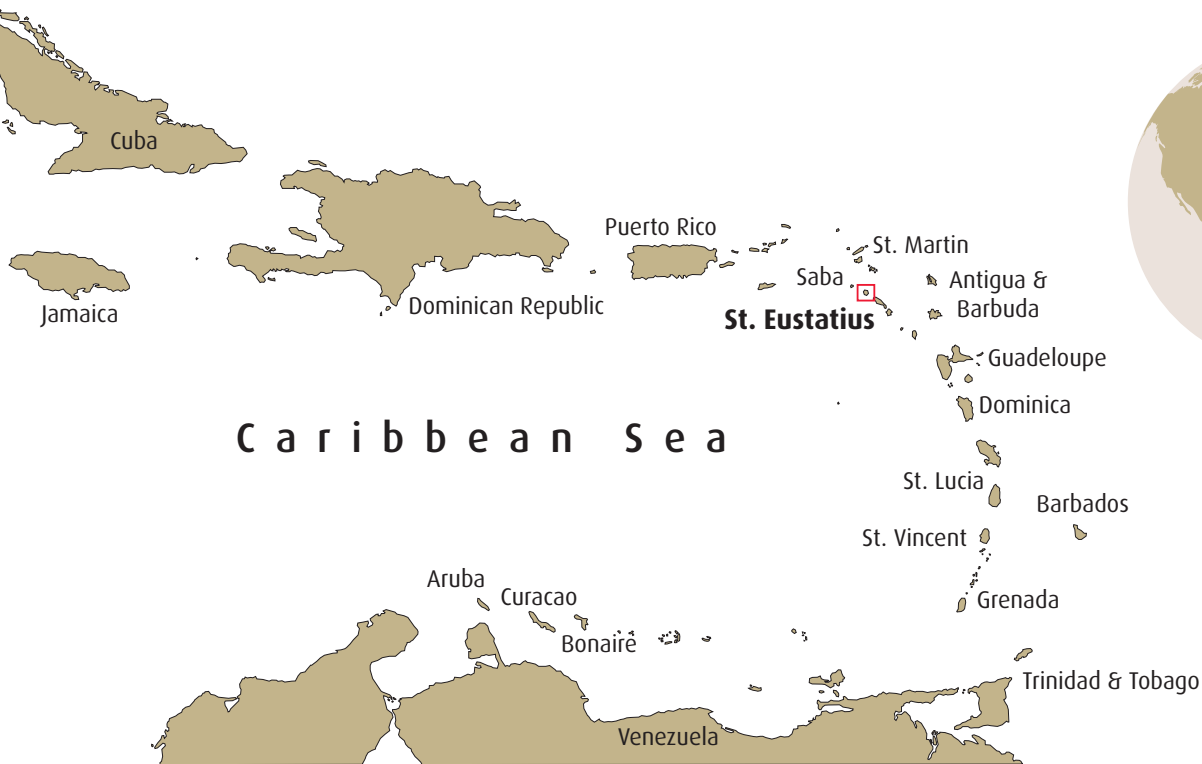 Cuba
Puerto Rico
St. Martin
Saba
Antigua &
Barbuda
Jamaica
Dominican Republic
St. Eustatius
Guadeloupe
Dominica
Caribbean Sea
St. Lucia
Barbados
St. Vincent
Aruba
Curacao
Grenada
Bonaire
Trinidad & Tobago
Venezuela